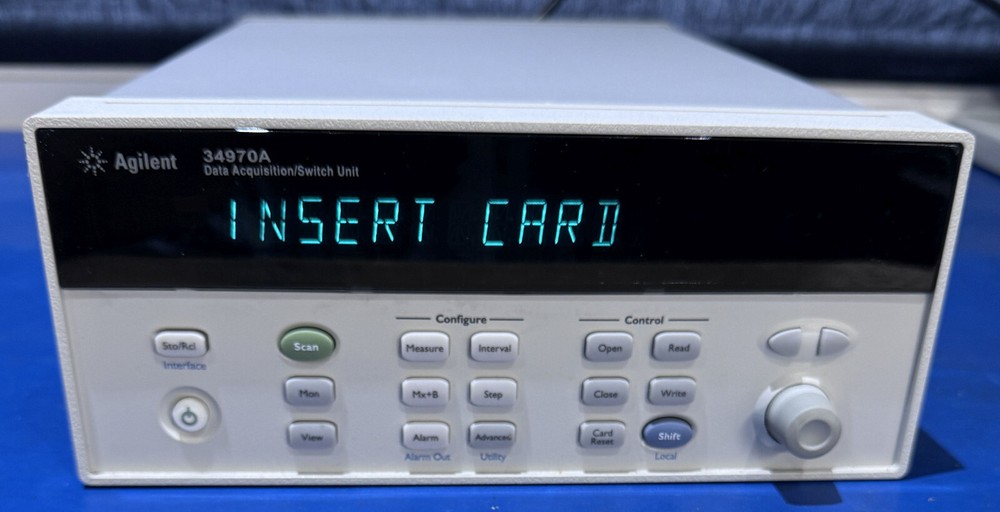 Agilent 34970A
Data Acquisition/Switch Unit
INSERT CARD
Configure Control
Sto/Rcl Scan Measure Interval Open Read
Interface
Mon Mx+B Step Close Write
View Alarm Advanced Card Reset Shift
Alarm Out Utility Local